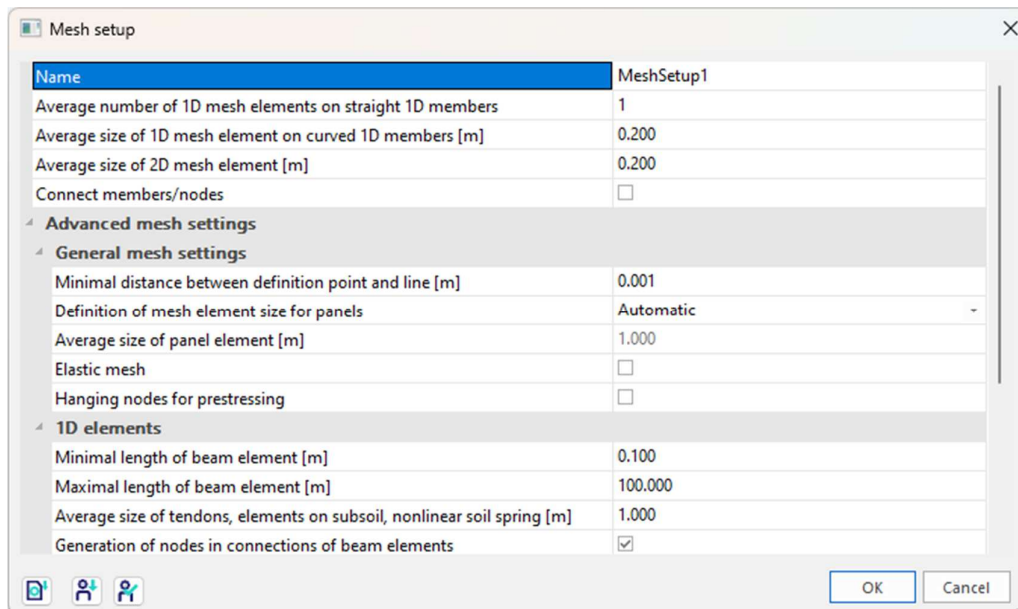 Mesh setup
Name MeshSetup1
Average number of 1D mesh elements on straight 1D members 1
Average size of 1D mesh element on curved 1D members [m] 0.200
Average size of 2D mesh element [m] 0.200
Connect members/nodes
Advanced mesh settings
General mesh settings
Minimal distance between definition point and line [m] 0.001
Definition of mesh element size for panels Automatic
Average size of panel element [m] 1.000
Elastic mesh
Hanging nodes for prestressing
1D elements
Minimal length of beam element [m] 0.100
Maximal length of beam element [m] 100.000
Average size of tendons, elements on subsoil, nonlinear soil spring [m] 1.000
Generation of nodes in connections of beam elements
OK Cancel